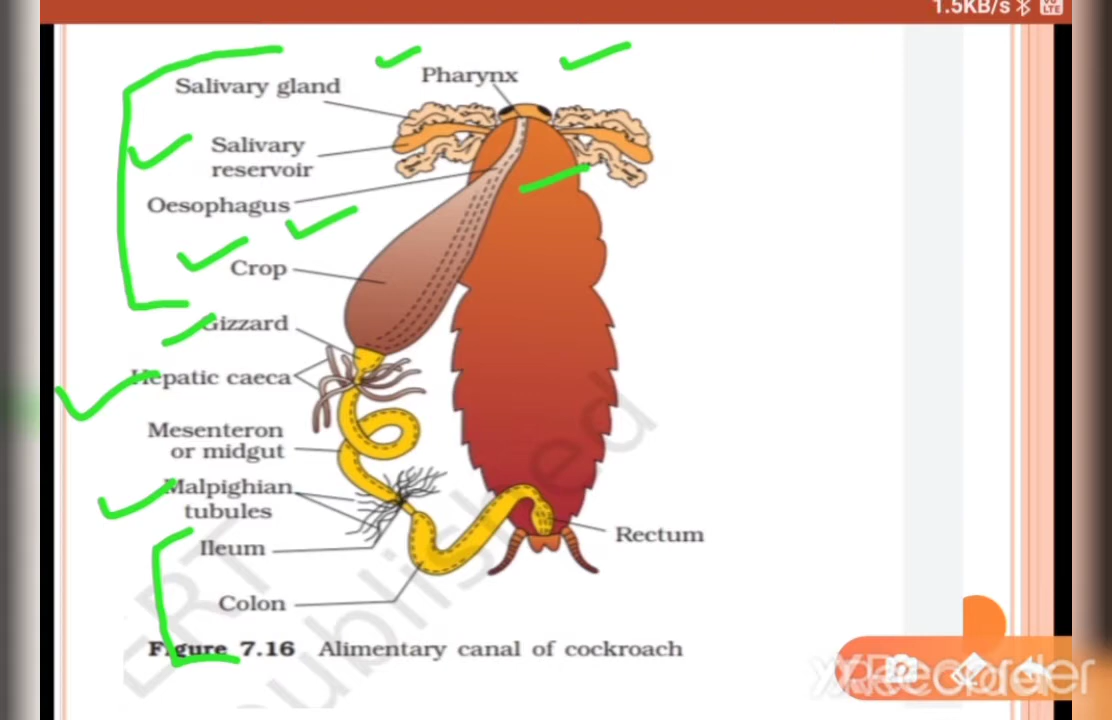 1.5KB/s
Salivary gland
Pharynx
Salivary
reservoir
Oesophagus
Crop
Gizzard
Hepatic caeca
Mesenteron
or midgut
Malpighian
tubules
Ileum
Rectum
Colon
Figure 7.16 Alimentary canal of cockroach